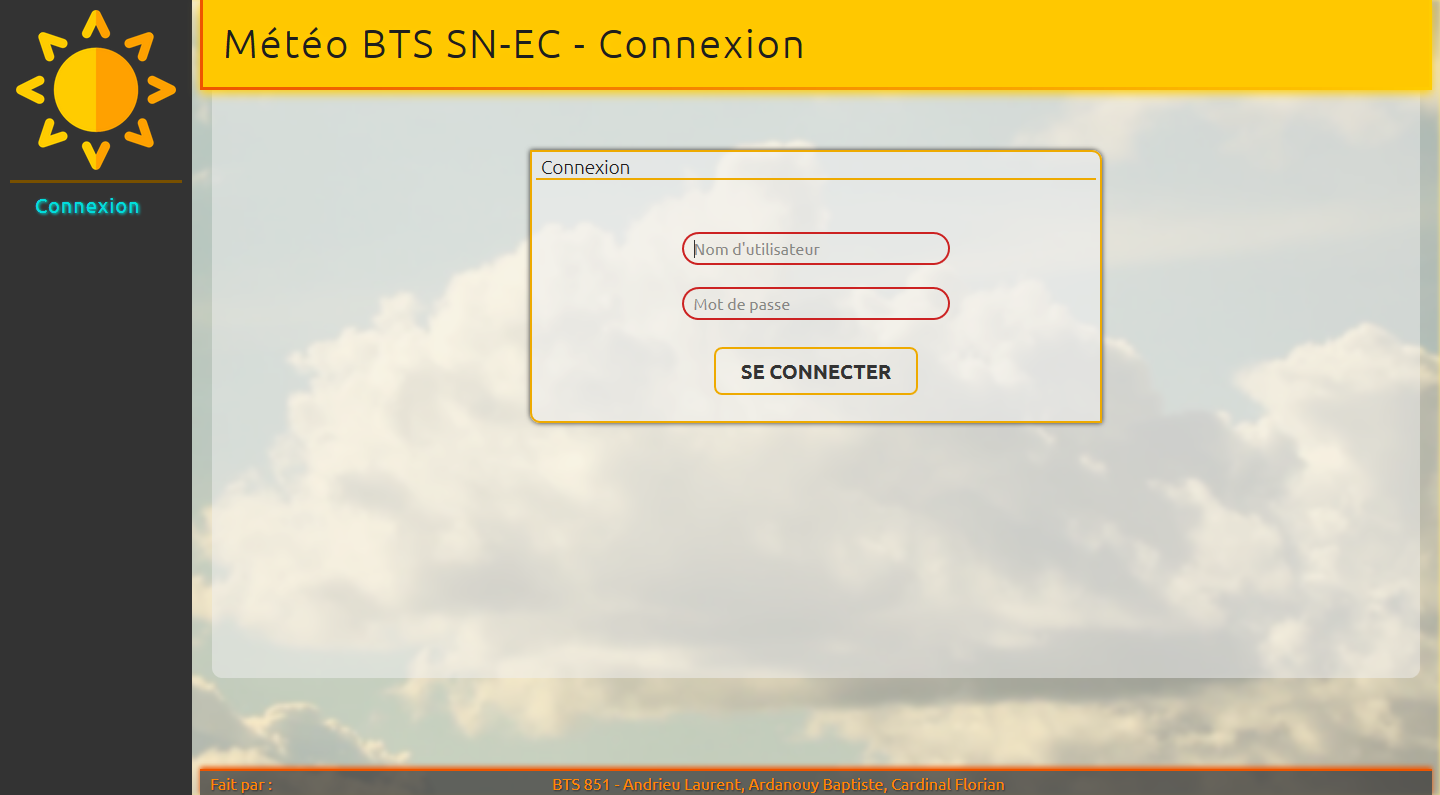 Météo BTS SN-EC - Connexion
Connexion
Connexion
Nom d'utilisateur
Mot de passe
SE CONNECTER
Fait par :
BTS 851 - Andrieu Laurent, Ardanouy Baptiste, Cardinal Florian